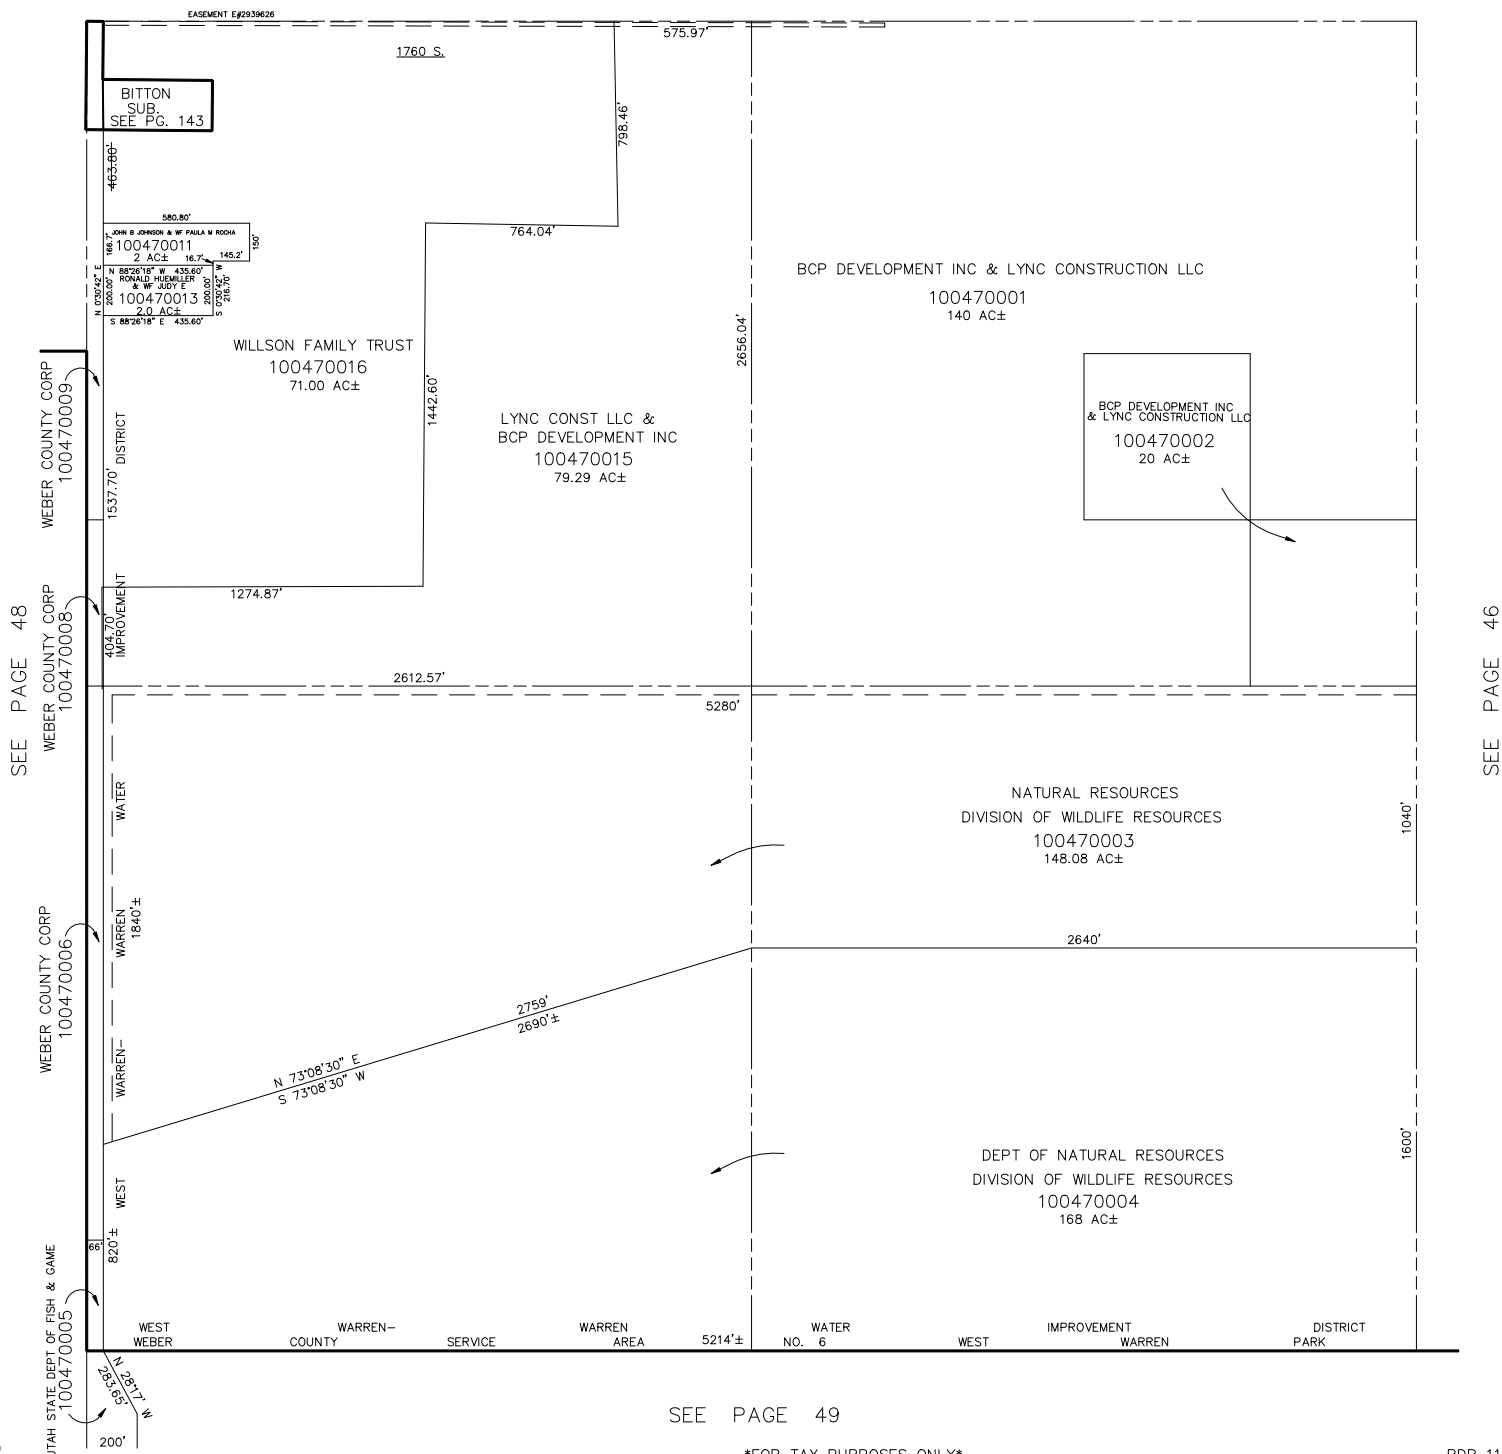 EASEMENT E#2939626
575.97'
1760 S.
BITTON
SUB.
SEE PG. 143
798.46'
463.80'
580.80'
JOHN B JOHNSON & WF PAULA M ROCHA
100470011
2 AC±
166.7'
16.7'
145.2'
150'
N 88°26'18" W 435.60'
RONALD HUEMILLER
& WF JUDY E
100470013
2.0 AC±
S 88°26'18" E 435.60'
N 0°30'42" E
200.00'
200.00'
S 0°30'42" W
216.70'
764.04'
BCP DEVELOPMENT INC & LYNC CONSTRUCTION LLC
100470001
140 AC±
2656.04'
WILLSON FAMILY TRUST
100470016
71.00 AC±
1442.60'
LYNC CONST LLC &
BCP DEVELOPMENT INC
100470015
79.29 AC±
BCP DEVELOPMENT INC
& LYNC CONSTRUCTION LLC
100470002
20 AC±
WEBER COUNTY CORP
100470009
1537.70'
DISTRICT
1274.87'
404.70'
IMPROVEMENT
WEBER COUNTY CORP
100470008
SEE PAGE 48
SEE PAGE 46
2612.57'
5280'
WATER
NATURAL RESOURCES
DIVISION OF WILDLIFE RESOURCES
100470003
148.08 AC±
1040'
WARREN
1840'±
WEBER COUNTY CORP
100470006
2640'
2759'
2690'±
N 73°08'30" E
S 73°08'30" W
WARREN-
WEST
1600'
DEPT OF NATURAL RESOURCES
DIVISION OF WILDLIFE RESOURCES
100470004
168 AC±
66'
820'±
UTAH STATE DEPT OF FISH & GAME
100470005
WEST WARREN- WARREN WATER IMPROVEMENT DISTRICT
WEBER COUNTY SERVICE AREA NO. 6 WEST WARREN PARK
5214'±
N 28°17' W
283.65'
200'
SEE PAGE 49
*FOR TAX PURPOSES ONLY*